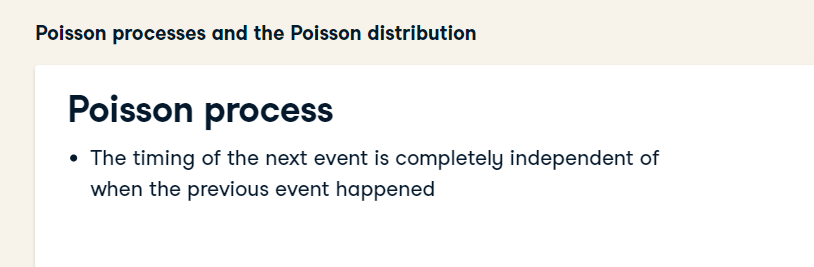 Poisson processes and the Poisson distribution
Poisson process
• The timing of the next event is completely independent of
when the previous event happened